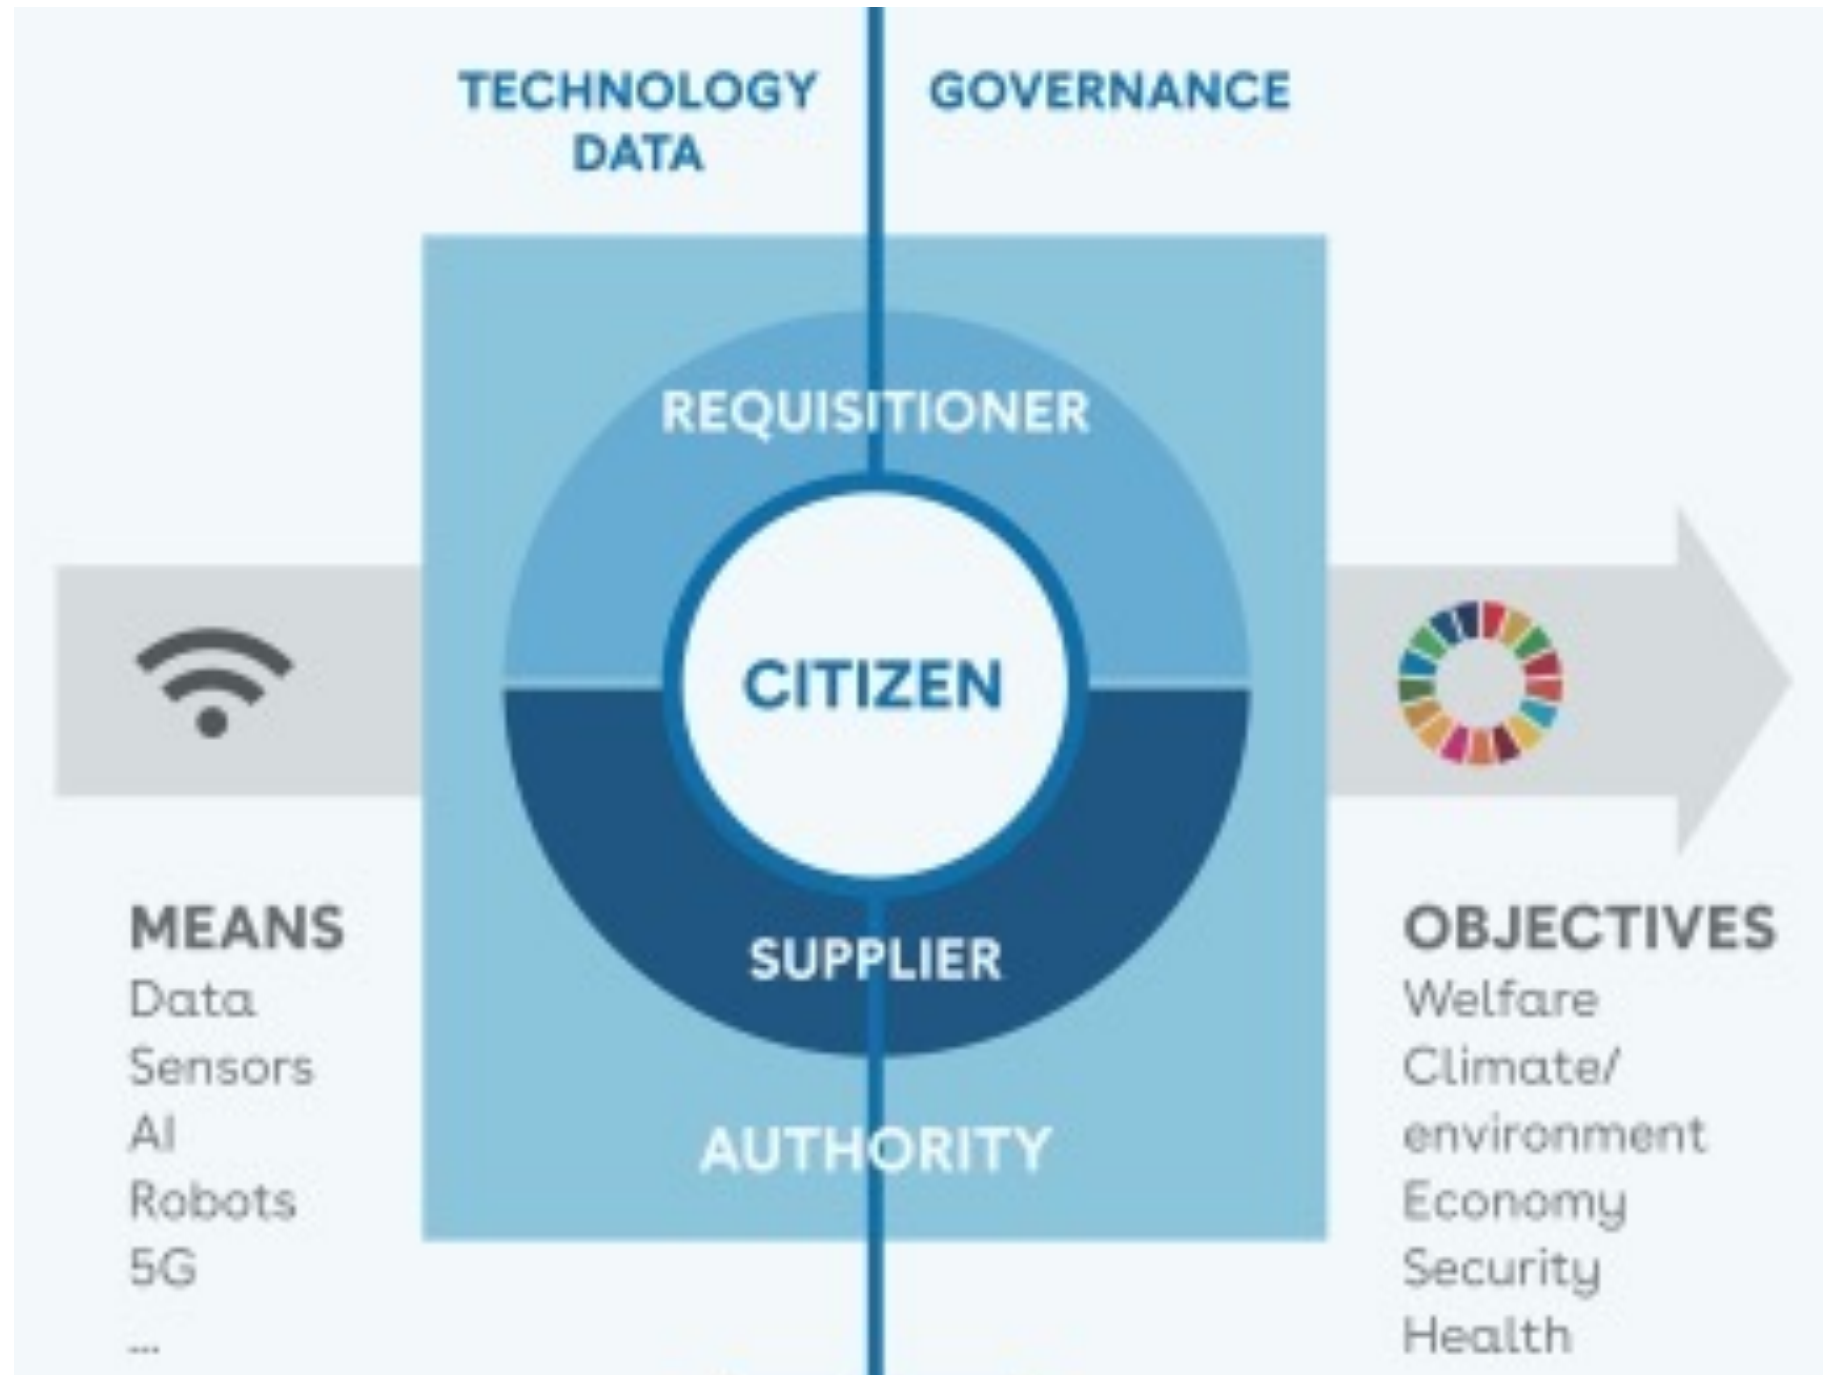 TECHNOLOGY
DATA
GOVERNANCE
REQUISITIONER
CITIZEN
SUPPLIER
AUTHORITY
MEANS
Data
Sensors
AI
Robots
5G
...
OBJECTIVES
Welfare
Climate/
environment
Economy
Security
Health